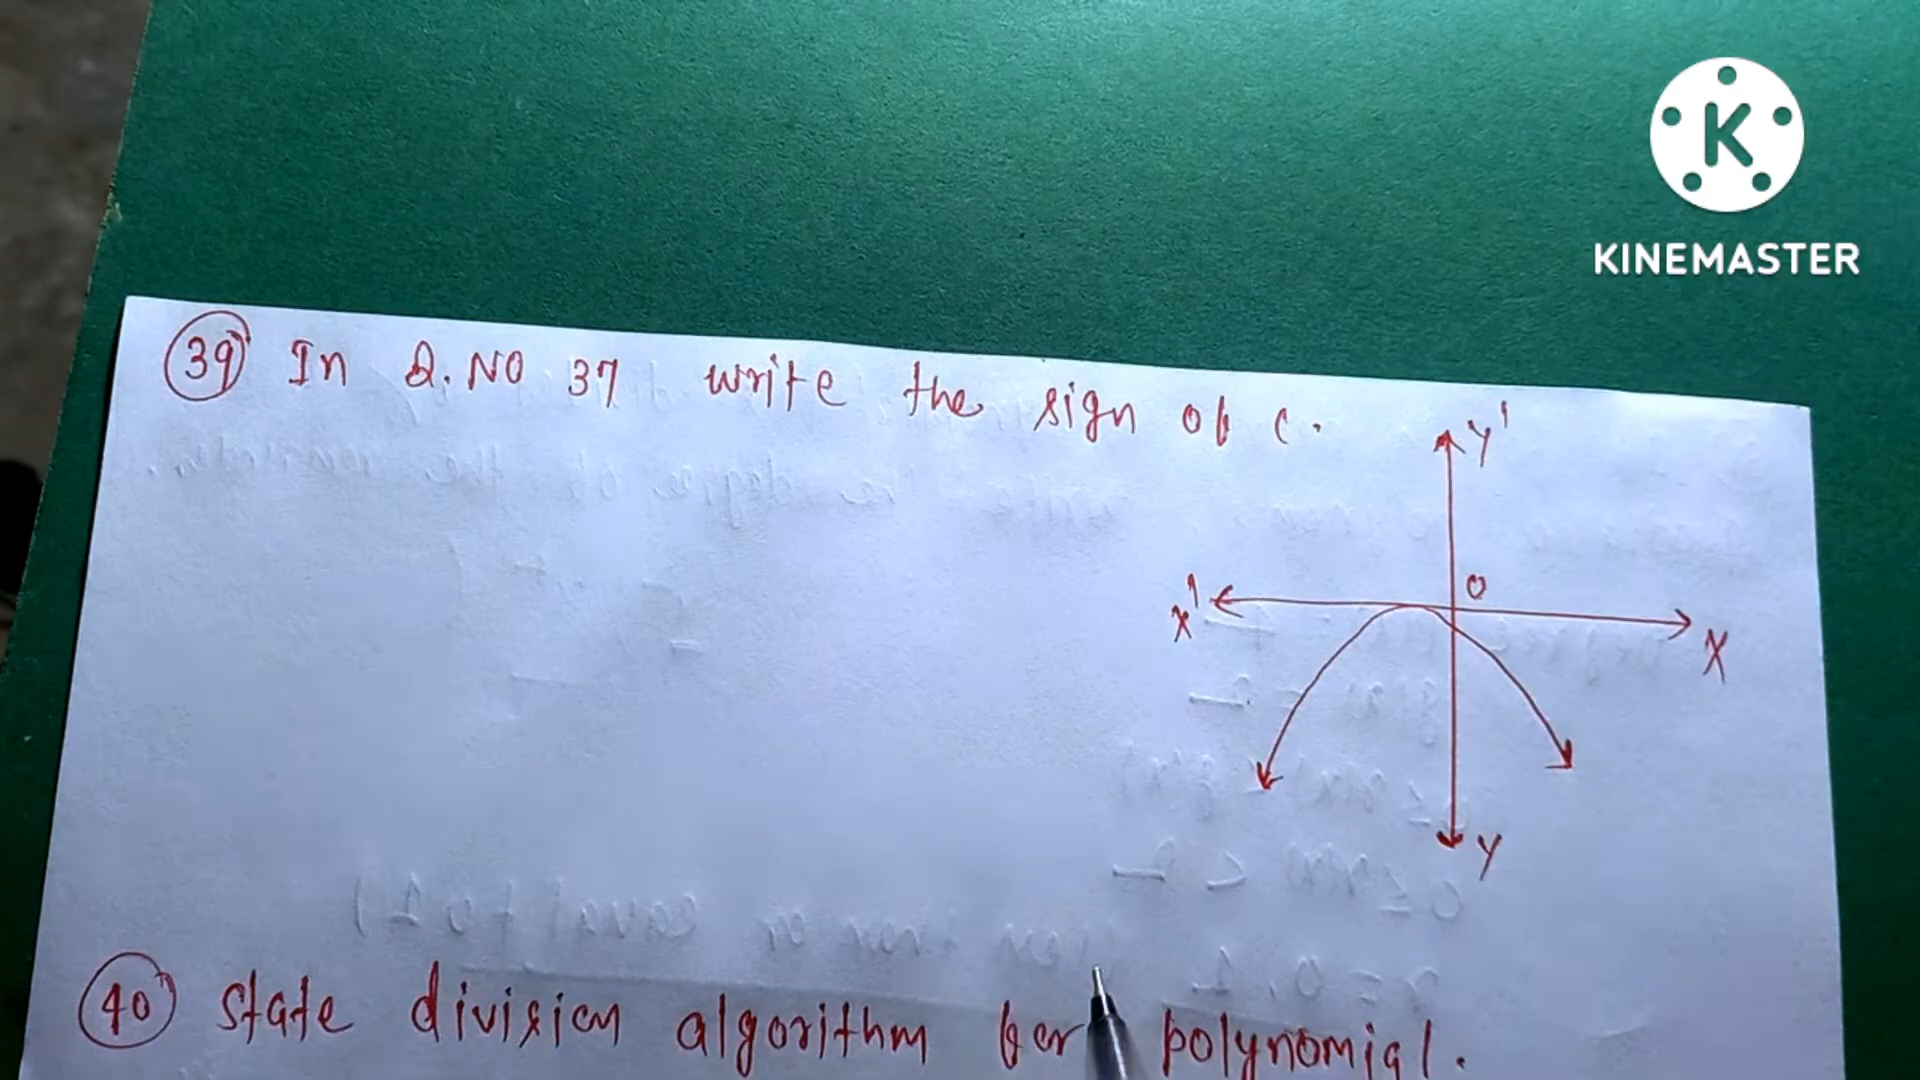 K
KINEMASTER
39 In Q. NO 37 write the sign of c.
Y'
O
X'
X
Y
40 State division algorithm for polynomial.